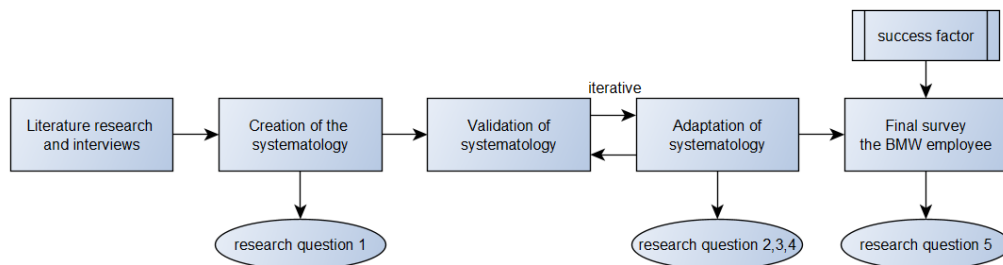 success factor
iterative
Literature research
and interviews
Creation of the
systematology
Validation of
systematology
Adaptation of
systematology
Final survey
the BMW employee
research question 1
research question 2,3,4
research question 5